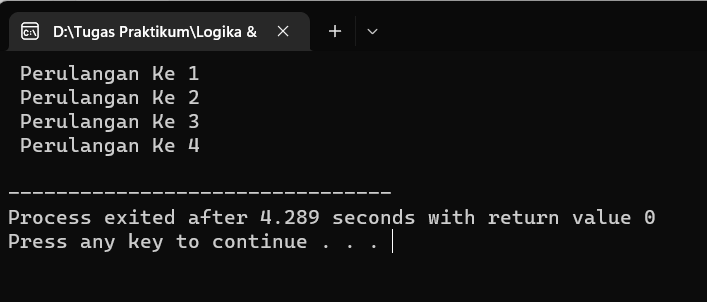 D:\Tugas Praktikum\Logika &
Perulangan Ke 1
Perulangan Ke 2
Perulangan Ke 3
Perulangan Ke 4
--------------------------------
Process exited after 4.289 seconds with return value 0
Press any key to continue . . .